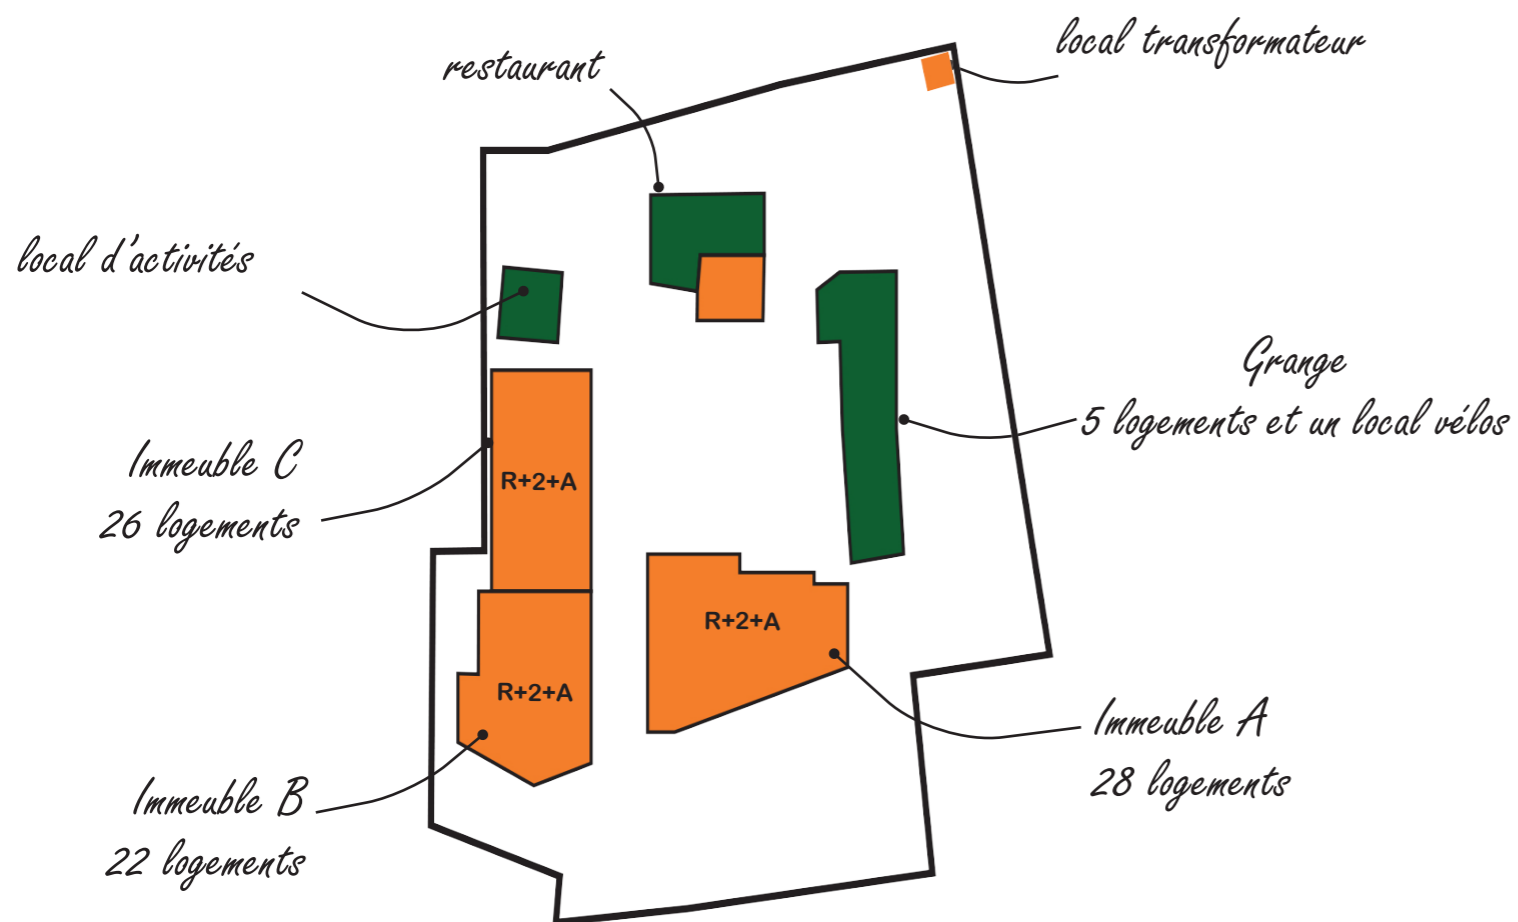 local transformateur
restaurant
local d'activités
Grange
5 logements et un local vélos
Immeuble C
26 logements
R+2+A
R+2+A
R+2+A
Immeuble A
28 logements
Immeuble B
22 logements